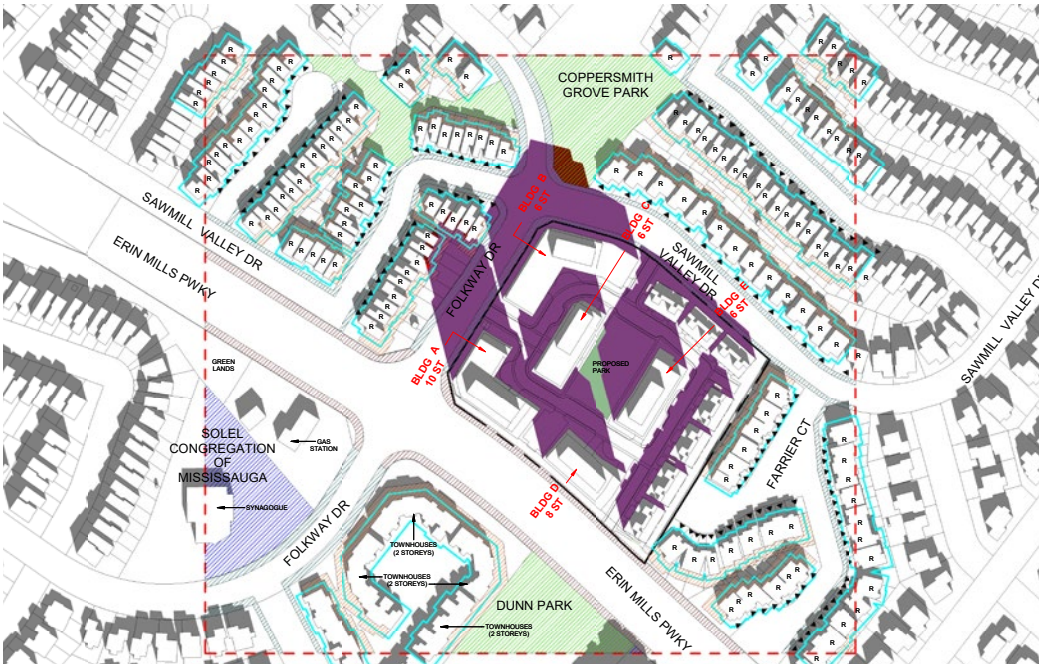 COPPERSMITH
GROVE PARK
BLDG B
ST
BLDG C
6 ST
SAWMILL VALLEY DR
SAWMILL
VALLEY DR
ERIN MILLS PWKY
FOLKWAY DR
BLDG E
6 ST
SAWMILL VALLEY DR
BLDG A
10 ST
PROPOSED
PARK
GREEN
LANDS
SOLEL
CONGREGATION
OF
MISSISSAUGA
GAS
STATION
FARRIER CT
BLDG D
8 ST
SYNAGOGUE
FOLKWAY DR
TOWNHOUSES
(2 STOREYS)
TOWNHOUSES
(2 STOREYS)
ERIN MILLS PWKY
DUNN PARK
TOWNHOUSES
(2 STOREYS)